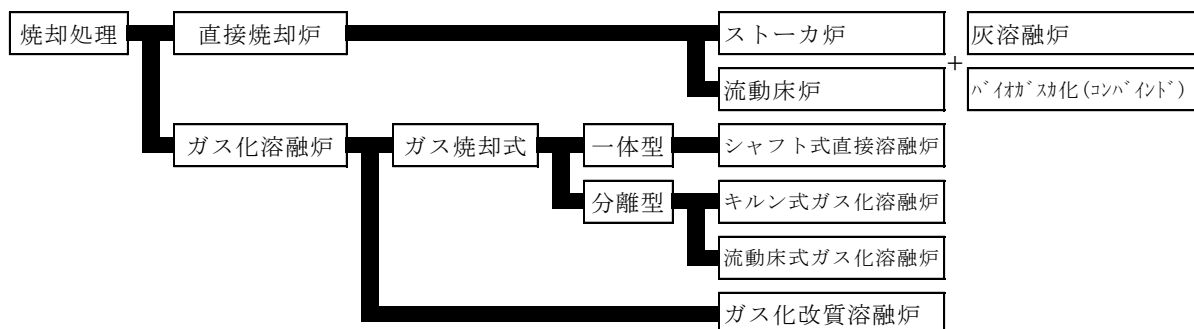 焼却処理
直接焼却炉
ストーカ炉
灰溶融炉
+
流動床炉
ﾊﾞｲｵｶﾞｽｶ化(ｺﾝﾊﾞｲﾝﾄﾞ)
ガス化溶融炉
ガス焼却式
一体型
シャフト式直接溶融炉
分離型
キルン式ガス化溶融炉
流動床式ガス化溶融炉
ガス化改質溶融炉